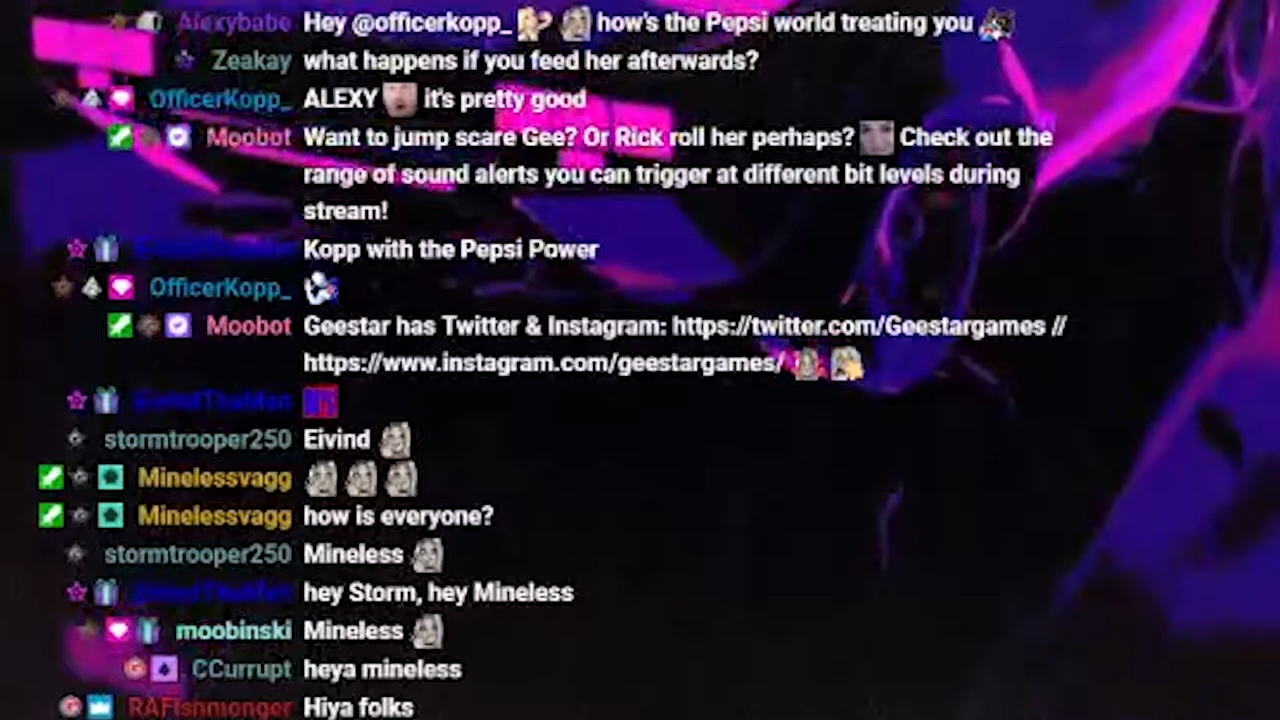 Alexybabe Hey @officerkopp_ how's the Pepsi world treating you
Zeakay what happens if you feed her afterwards?
OfficerKopp_ ALEXY it's pretty good
Moobot Want to jump scare Gee? Or Rick roll her perhaps? Check out the
range of sound alerts you can trigger at different bit levels during
stream!
Kopp with the Pepsi Power
OfficerKopp_
Moobot Geestar has Twitter & Instagram: https://twitter.com/Geestargames //
https://www.instagram.com/geestargames/
EivindThaMan
stormtrooper250 Eivind
Minelessvagg
Minelessvagg how is everyone?
stormtrooper250 Mineless
hey Storm, hey Mineless
moobinski Mineless
CCurrupt heya mineless
RAFishmonger Hiya folks